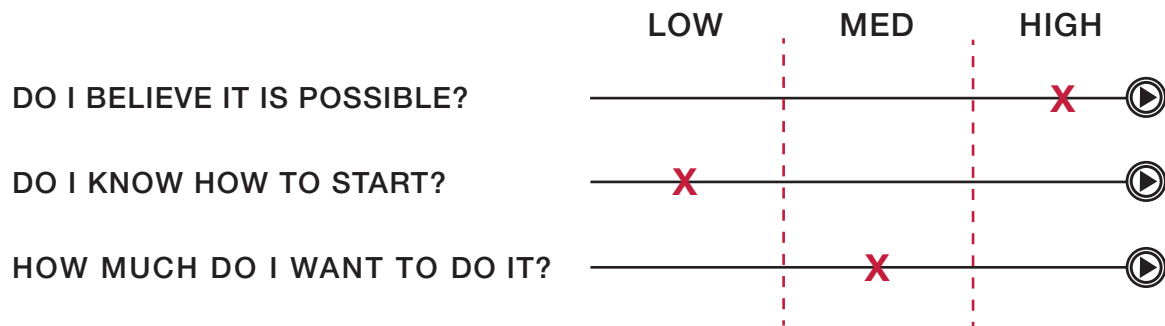 LOW MED HIGH
DO I BELIEVE IT IS POSSIBLE? X
DO I KNOW HOW TO START? X
HOW MUCH DO I WANT TO DO IT? X